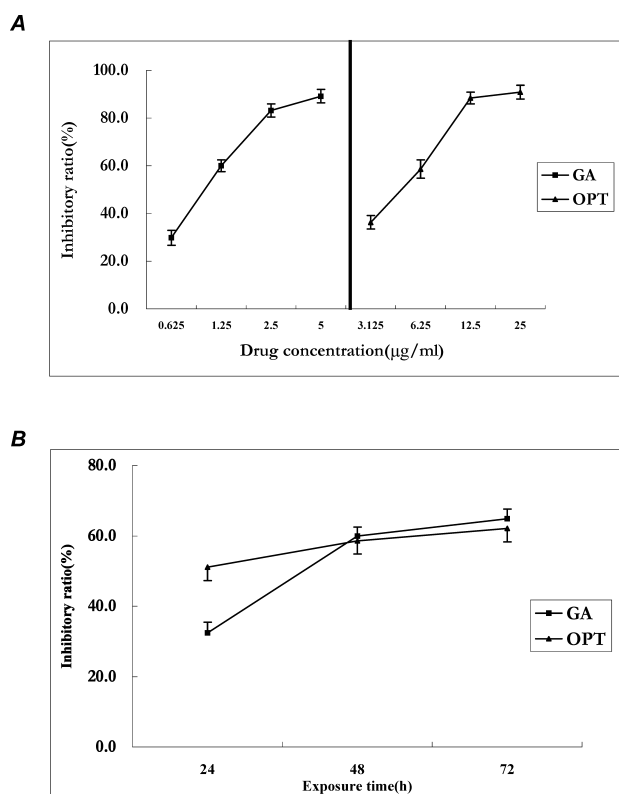 A
100.0
80.0
60.0
40.0
20.0
0.0
Inhibitory ratio(%)
0.625 1.25 2.5 5 3.125 6.25 12.5 25
Drug concentration(μg/ml)
GA
OPT
B
80.0
60.0
40.0
20.0
0.0
Inhibitory ratio(%)
24 48 72
Exposure time(h)
GA
OPT